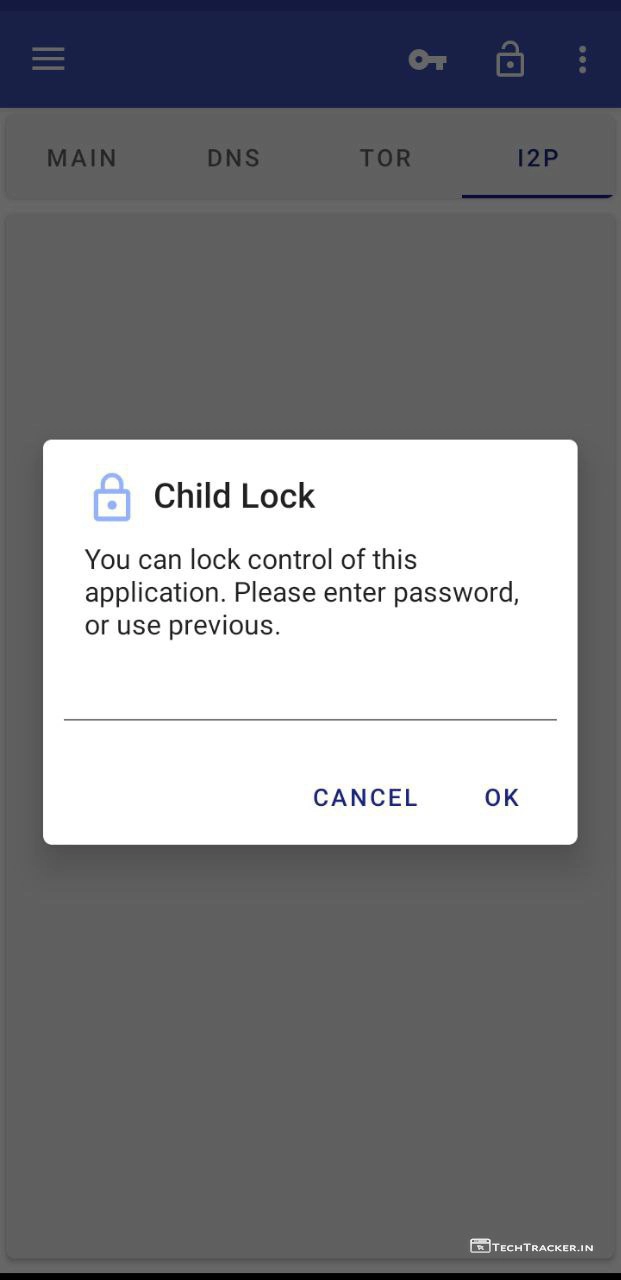 MAIN DNS TOR I2P
Child Lock
You can lock control of this
application. Please enter password,
or use previous.
CANCEL OK
TECHTRACKER.IN